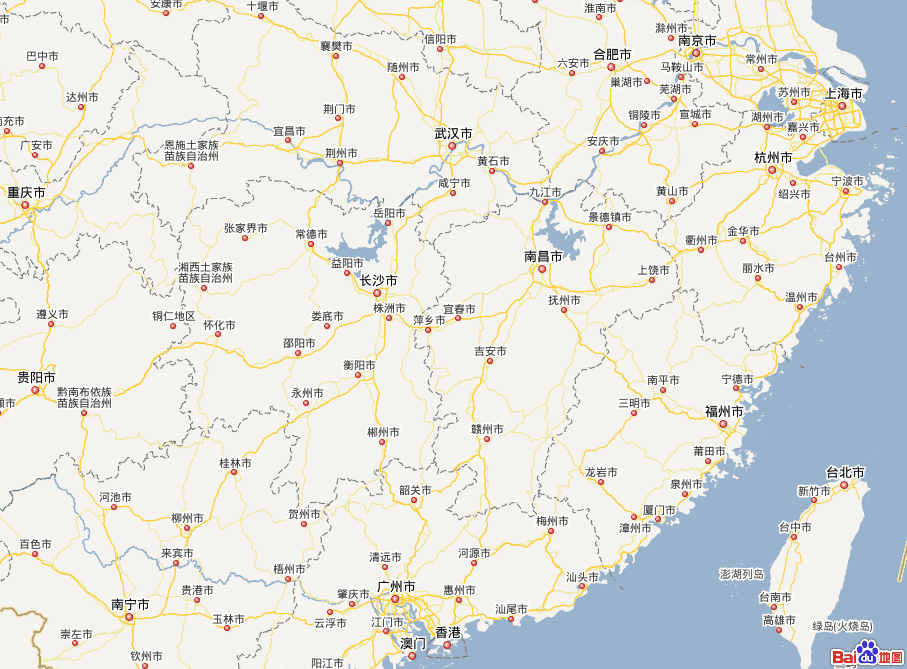 安康市
十堰市
淮南市
滁州市
襄樊市
信阳市
南京市
合肥市
巴中市
随州市
六安市
马鞍山市
常州市
巢湖市
芜湖市
苏州市
上海市
达州市
荆门市
铜陵市
宣城市
湖州市
嘉兴市
南充市
宜昌市
武汉市
安庆市
广安市
恩施土家族
苗族自治州
荆州市
黄石市
杭州市
重庆市
咸宁市
九江市
黄山市
绍兴市
宁波市
岳阳市
景德镇市
张家界市
常德市
衢州市
金华市
益阳市
南昌市
台州市
湘西土家族
苗族自治州
长沙市
上饶市
丽水市
遵义市
铜仁地区
怀化市
娄底市
株洲市
萍乡市
宜春市
抚州市
温州市
邵阳市
吉安市
贵阳市
衡阳市
南平市
宁德市
顺市
黔南布依族
苗族自治州
永州市
三明市
福州市
郴州市
赣州市
桂林市
莆田市
龙岩市
台北市
河池市
韶关市
泉州市
新竹市
柳州市
贺州市
梅州市
厦门市
漳州市
台中市
百色市
来宾市
清远市
河源市
梧州市
汕头市
澎湖列岛
南宁市
贵港市
肇庆市
广州市
惠州市
台南市
玉林市
云浮市
江门市
汕尾市
高雄市
崇左市
香港
绿岛(火烧岛)
澳门
钦州市
阳江市
Bai du 地图